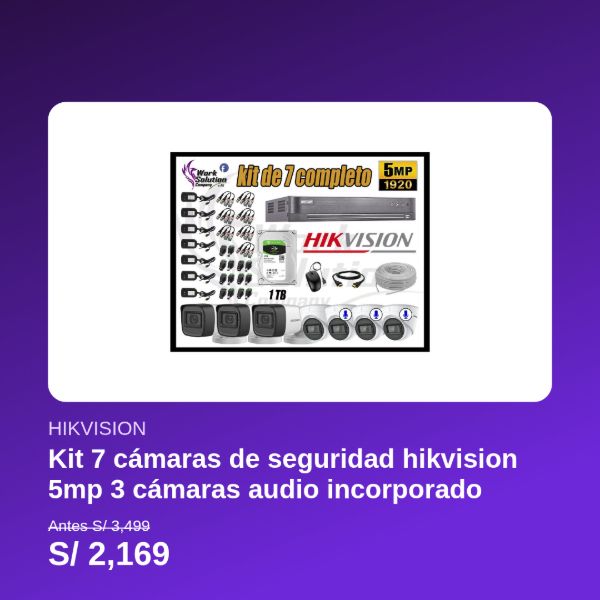 Work
Solution
Company
kit de 7 completo
5MP
1920
HIKVISION
1 TB
HIKVISION
Kit 7 cámaras de seguridad hikvision
5mp 3 cámaras audio incorporado
Antes S/ 3,499
S/ 2,169